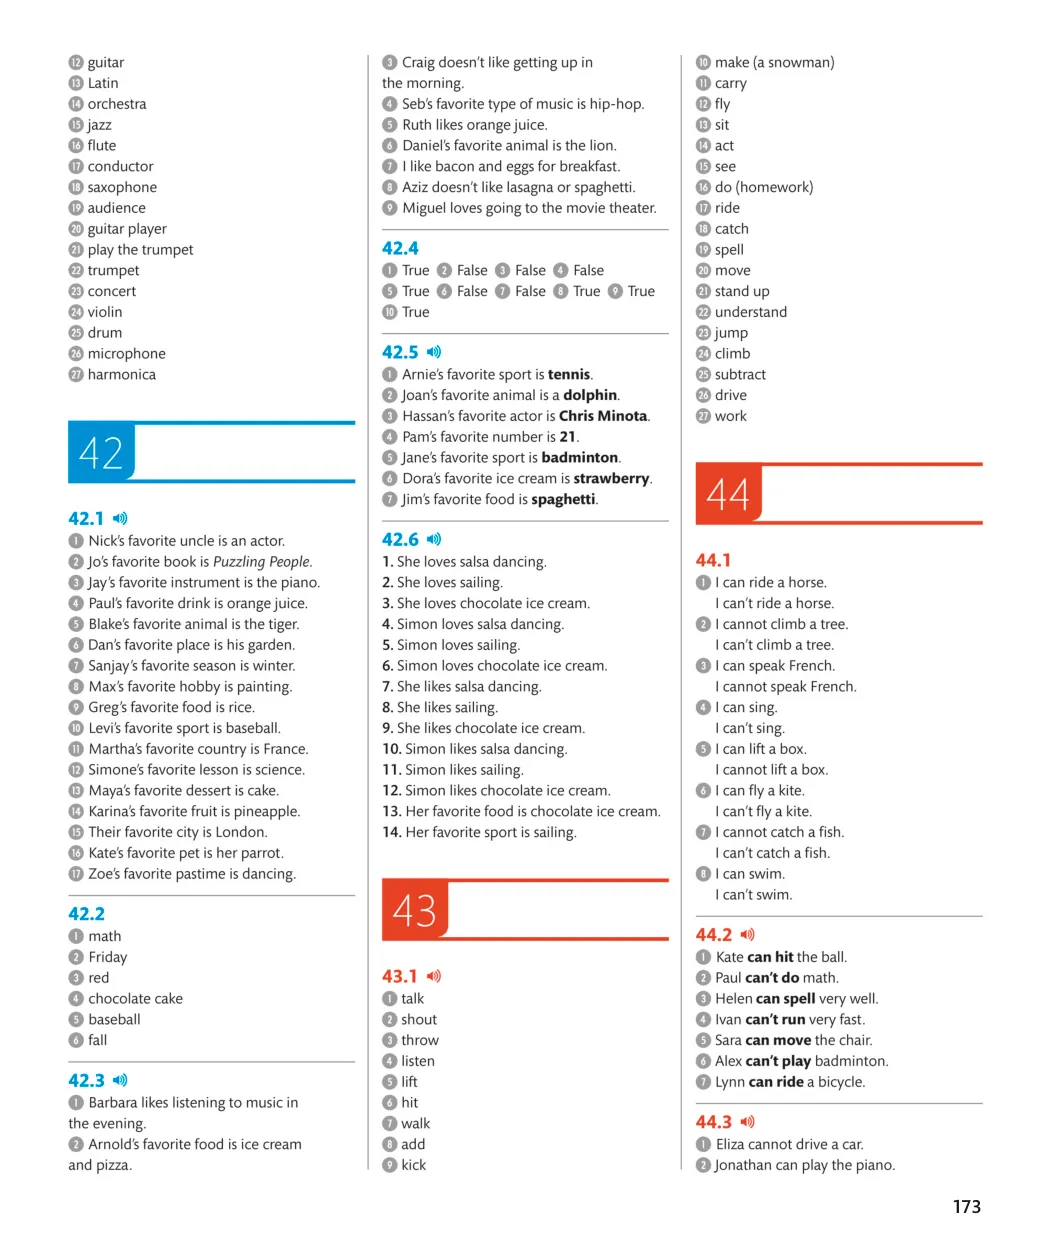 12 guitar
13 Latin
14 orchestra
15 jazz
16 flute
17 conductor
18 saxophone
19 audience
20 guitar player
21 play the trumpet
22 trumpet
23 concert
24 violin
25 drum
26 microphone
27 harmonica
42
42.1
1 Nick's favorite uncle is an actor.
2 Jo's favorite book is Puzzling People.
3 Jay's favorite instrument is the piano.
4 Paul's favorite drink is orange juice.
5 Blake's favorite animal is the tiger.
6 Dan's favorite place is his garden.
7 Sanjay's favorite season is winter.
8 Max's favorite hobby is painting.
9 Greg's favorite food is rice.
10 Levi's favorite sport is baseball.
11 Martha's favorite country is France.
12 Simone's favorite lesson is science.
13 Maya's favorite dessert is cake.
14 Karina's favorite fruit is pineapple.
15 Their favorite city is London.
16 Kate's favorite pet is her parrot.
17 Zoe's favorite pastime is dancing.
42.2
1 math
2 Friday
3 red
4 chocolate cake
5 baseball
6 fall
42.3
1 Barbara likes listening to music in
the evening.
2 Arnold's favorite food is ice cream
and pizza.
3 Craig doesn't like getting up in
the morning.
4 Seb's favorite type of music is hip-hop.
5 Ruth likes orange juice.
6 Daniel's favorite animal is the lion.
7 I like bacon and eggs for breakfast.
8 Aziz doesn't like lasagna or spaghetti.
9 Miguel loves going to the movie theater.
42.4
1 True 2 False 3 False 4 False
5 True 6 False 7 False 8 True 9 True
10 True
42.5
1 Arnie's favorite sport is tennis.
2 Joan's favorite animal is a dolphin.
3 Hassan's favorite actor is Chris Minota.
4 Pam's favorite number is 21.
5 Jane's favorite sport is badminton.
6 Dora's favorite ice cream is strawberry.
7 Jim's favorite food is spaghetti.
42.6
1. She loves salsa dancing.
2. She loves sailing.
3. She loves chocolate ice cream.
4. Simon loves salsa dancing.
5. Simon loves sailing.
6. Simon loves chocolate ice cream.
7. She likes salsa dancing.
8. She likes sailing.
9. She likes chocolate ice cream.
10. Simon likes salsa dancing.
11. Simon likes sailing.
12. Simon likes chocolate ice cream.
13. Her favorite food is chocolate ice cream.
14. Her favorite sport is sailing.
43
43.1
1 talk
2 shout
3 throw
4 listen
5 lift
6 hit
7 walk
8 add
9 kick
10 make (a snowman)
11 carry
12 fly
13 sit
14 act
15 see
16 do (homework)
17 ride
18 catch
19 spell
20 move
21 stand up
22 understand
23 jump
24 climb
25 subtract
26 drive
27 work
44
44.1
1 I can ride a horse.
I can't ride a horse.
2 I cannot climb a tree.
I can't climb a tree.
3 I can speak French.
I cannot speak French.
4 I can sing.
I can't sing.
5 I can lift a box.
I cannot lift a box.
6 I can fly a kite.
I can't fly a kite.
7 I cannot catch a fish.
I can't catch a fish.
8 I can swim.
I can't swim.
44.2
1 Kate can hit the ball.
2 Paul can't do math.
3 Helen can spell very well.
4 Ivan can't run very fast.
5 Sara can move the chair.
6 Alex can't play badminton.
7 Lynn can ride a bicycle.
44.3
1 Eliza cannot drive a car.
2 Jonathan can play the piano.
173